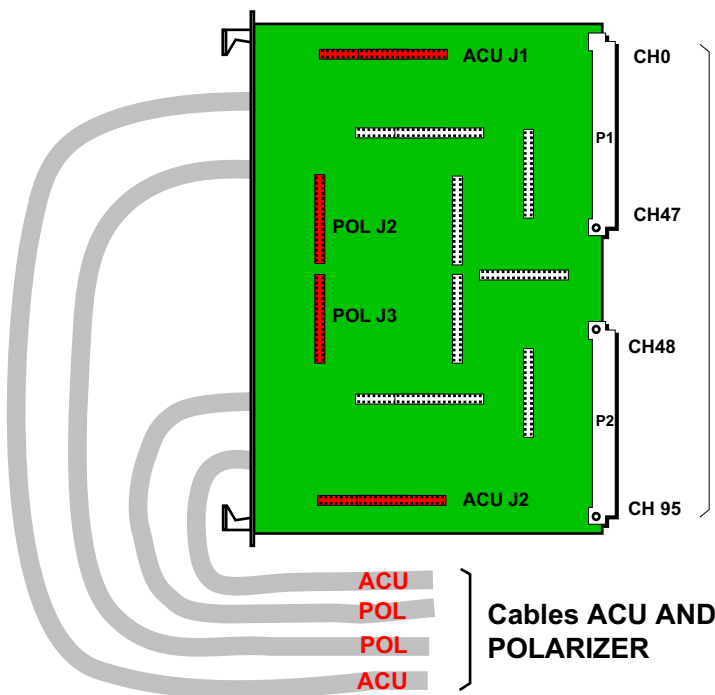 ACU J1
CH0
P1
CH47
POL J2
POL J3
CH48
P2
ACU J2
CH 95
ACU
POL
POL
ACU
Cables ACU AND
POLARIZER